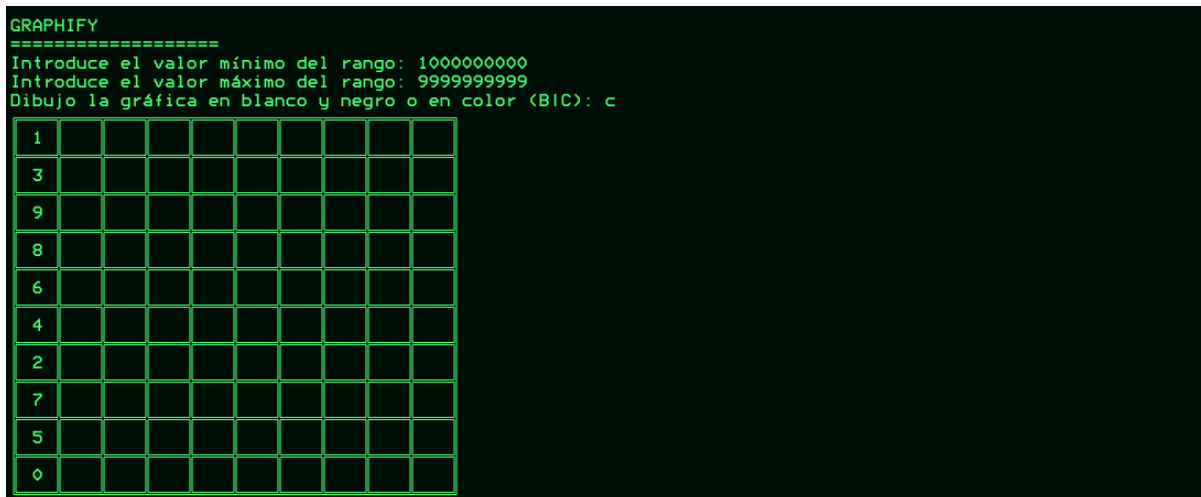 GRAPHIFY
===================
Introduce el valor mínimo del rango: 1000000000
Introduce el valor máximo del rango: 9999999999
Dibujo la gráfica en blanco y negro o en color (B|C): c
1
3
9
8
6
4
2
7
5
0